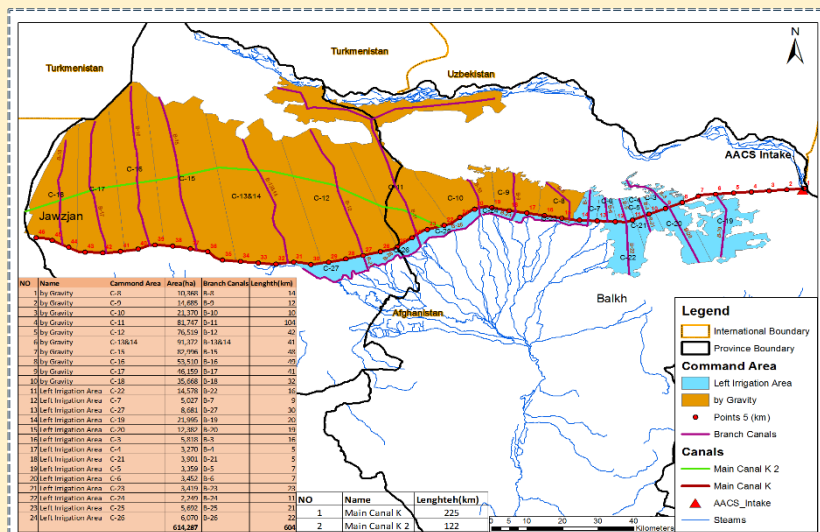 Turkmenistan
Turkmenistan
Uzbekistan
N
AACS Intake
C-16
C-15
C-18
C-17
C-13&14
C-12
C-11
C-10
C-9
C-8
C-7
C-3
C-5
C-21
C-19
C-22
C-27
Jawzjan
Balkh
Afghanistan
NO Name Cammond Area Area(ha) Branch Canals Lenghth(km)
1 by Gravity C-8 10,368 B-8 14
2 by Gravity C-9 14,685 B-9 12
3 by Gravity C-10 21,370 B-10 10
4 by Gravity C-11 81,747 B-11 104
5 by Gravity C-12 76,519 B-12 42
6 by Gravity C-13&14 91,372 B-13&14 41
7 by Gravity C-15 82,996 B-15 48
8 by Gravity C-16 53,510 B-16 49
9 by Gravity C-17 46,159 B-17 41
10 by Gravity C-18 35,668 B-18 32
11 Left Irrigation Area C-22 14,578 B-22 16
12 Left Irrigation Area C-7 5,027 B-7 9
13 Left Irrigation Area C-27 8,681 B-27 30
14 Left Irrigation Area C-19 21,995 B-19 20
15 Left Irrigation Area C-20 12,382 B-20 19
16 Left Irrigation Area C-3 5,818 B-3 16
17 Left Irrigation Area C-4 3,270 B-4 5
18 Left Irrigation Area C-21 3,901 B-21 5
19 Left Irrigation Area C-5 3,359 B-5 7
20 Left Irrigation Area C-6 3,452 B-6 7
21 Left Irrigation Area C-23 3,419 B-23 23
22 Left Irrigation Area C-24 2,249 B-24 11
23 Left Irrigation Area C-25 5,692 B-25 21
24 Left Irrigation Area C-26 6,070 B-26 22
614,287 604
NO Name Lenghteh(km)
1 Main Canal K 225
2 Main Canal K 2 122
0 5 10 20 30 40
Kilometers
Legend
International Boundary
Province Boundary
Command Area
Left Irrigation Area
by Gravity
Points 5 (km)
Branch Canals
Canals
Main Canal K 2
Main Canal K
AACS_Intake
Steams